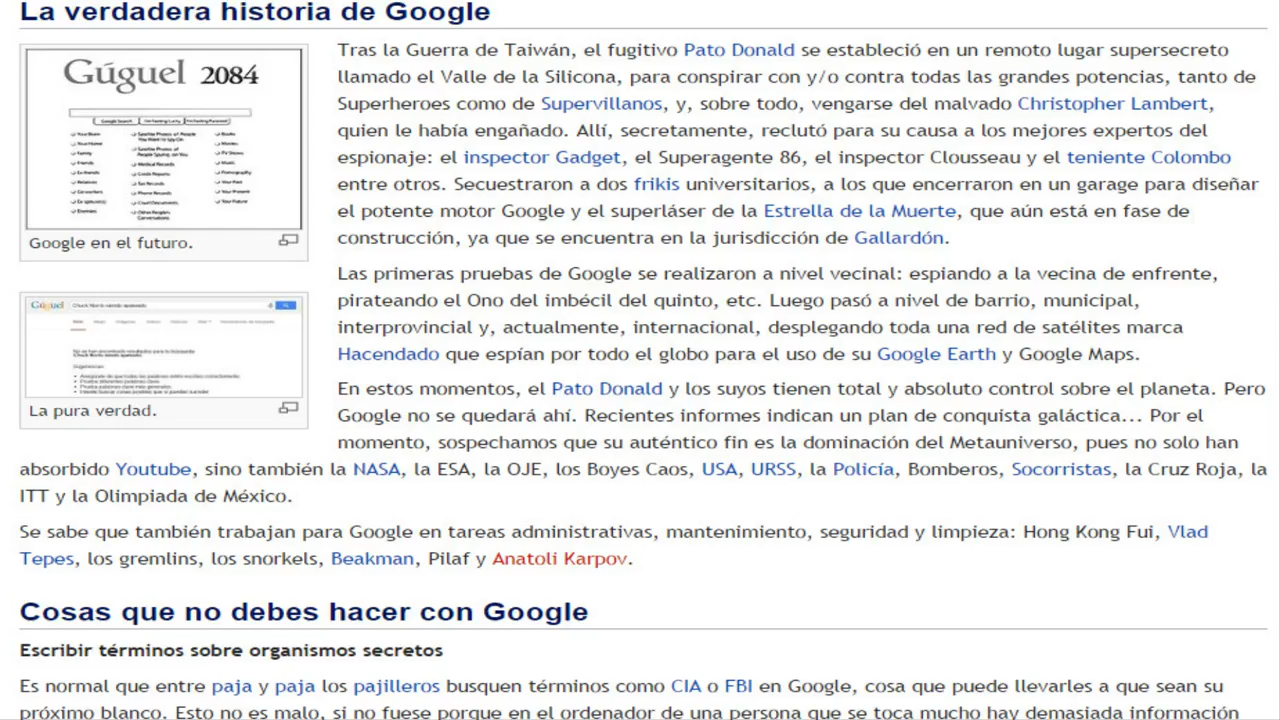 La verdadera historia de Google
Gúguel 2084
Google en el futuro.
Tras la Guerra de Taiwán, el fugitivo Pato Donald se estableció en un remoto lugar supersecreto
llamado el Valle de la Silicona, para conspirar con y/o contra todas las grandes potencias, tanto de
Superheroes como de Supervillanos, y, sobre todo, vengarse del malvado Christopher Lambert,
quien le había engañado. Allí, secretamente, reclutó para su causa a los mejores expertos del
espionaje: el inspector Gadget, el Superagente 86, el inspector Clousseau y el teniente Colombo
entre otros. Secuestraron a dos frikis universitarios, a los que encerraron en un garage para diseñar
el potente motor Google y el superláser de la Estrella de la Muerte, que aún está en fase de
construcción, ya que se encuentra en la jurisdicción de Gallardón.
Gúguel
La pura verdad.
Las primeras pruebas de Google se realizaron a nivel vecinal: espiando a la vecina de enfrente,
pirateando el Ono del imbécil del quinto, etc. Luego pasó a nivel de barrio, municipal,
interprovincial y, actualmente, internacional, desplegando toda una red de satélites marca
Hacendado que espían por todo el globo para el uso de su Google Earth y Google Maps.
En estos momentos, el Pato Donald y los suyos tienen total y absoluto control sobre el planeta. Pero
Google no se quedará ahí. Recientes informes indican un plan de conquista galáctica... Por el
momento, sospechamos que su auténtico fin es la dominación del Metauniverso, pues no solo han
absorbido Youtube, sino también la NASA, la ESA, la OJE, los Boyes Caos, USA, URSS, la Policía, Bomberos, Socorristas, la Cruz Roja, la
ITT y la Olimpiada de México.
Se sabe que también trabajan para Google en tareas administrativas, mantenimiento, seguridad y limpieza: Hong Kong Fui, Vlad
Tepes, los gremlins, los snorkels, Beakman, Pilaf y Anatoli Karpov.
Cosas que no debes hacer con Google
Escribir términos sobre organismos secretos
Es normal que entre paja y paja los pajilleros busquen términos como CIA o FBI en Google, cosa que puede llevarles a que sean su
próximo blanco. Esto no es malo, si no fuese porque en el ordenador de una persona que se toca mucho hay demasiada información